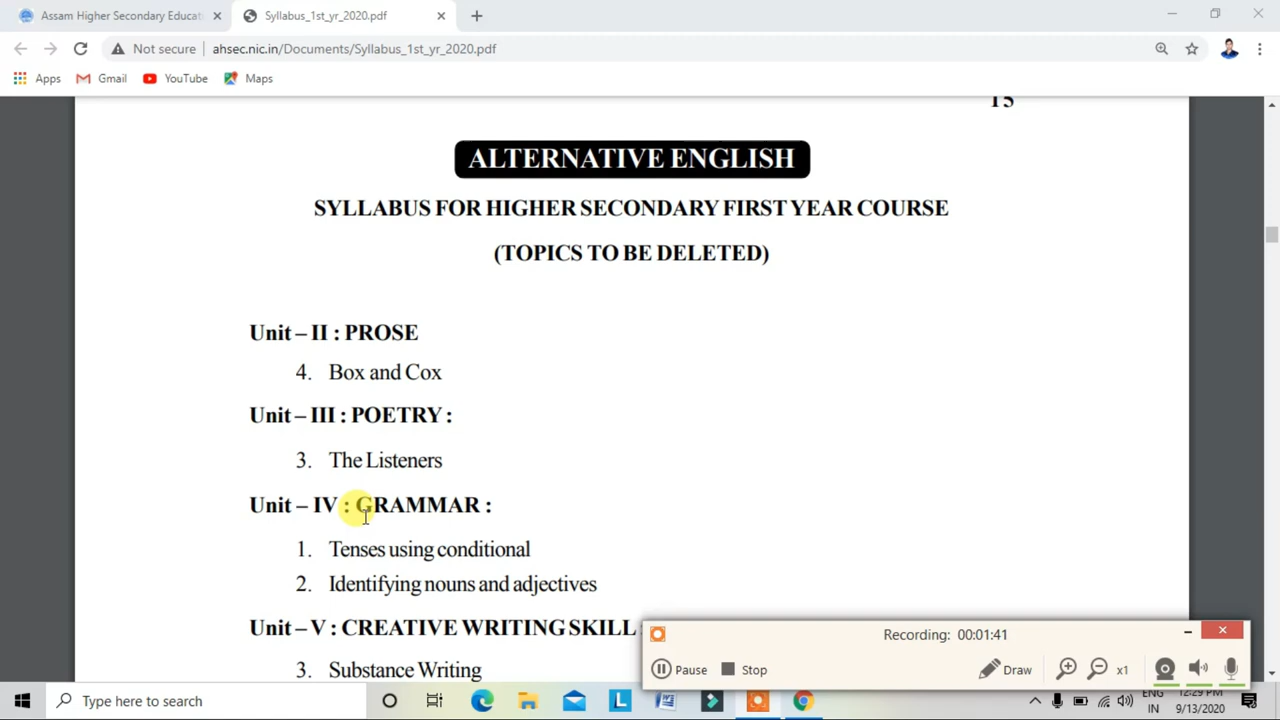 Assam Higher Secondary Educat
Syllabus_1st_yr_2020.pdf
Not secure
ahsec.nic.in/Documents/Syllabus_1st_yr_2020.pdf
Apps
Gmail
YouTube
Maps
15
ALTERNATIVE ENGLISH
SYLLABUS FOR HIGHER SECONDARY FIRST YEAR COURSE
(TOPICS TO BE DELETED)
Unit – II : PROSE
4. Box and Cox
Unit – III : POETRY :
3. The Listeners
Unit – IV : GRAMMAR :
1. Tenses using conditional
2. Identifying nouns and adjectives
Unit – V : CREATIVE WRITING SKILL :
3. Substance Writing
Recording: 00:01:41
Pause
Stop
Draw
x1
Type here to search
ENG
IN
12:29 PM
9/13/2020